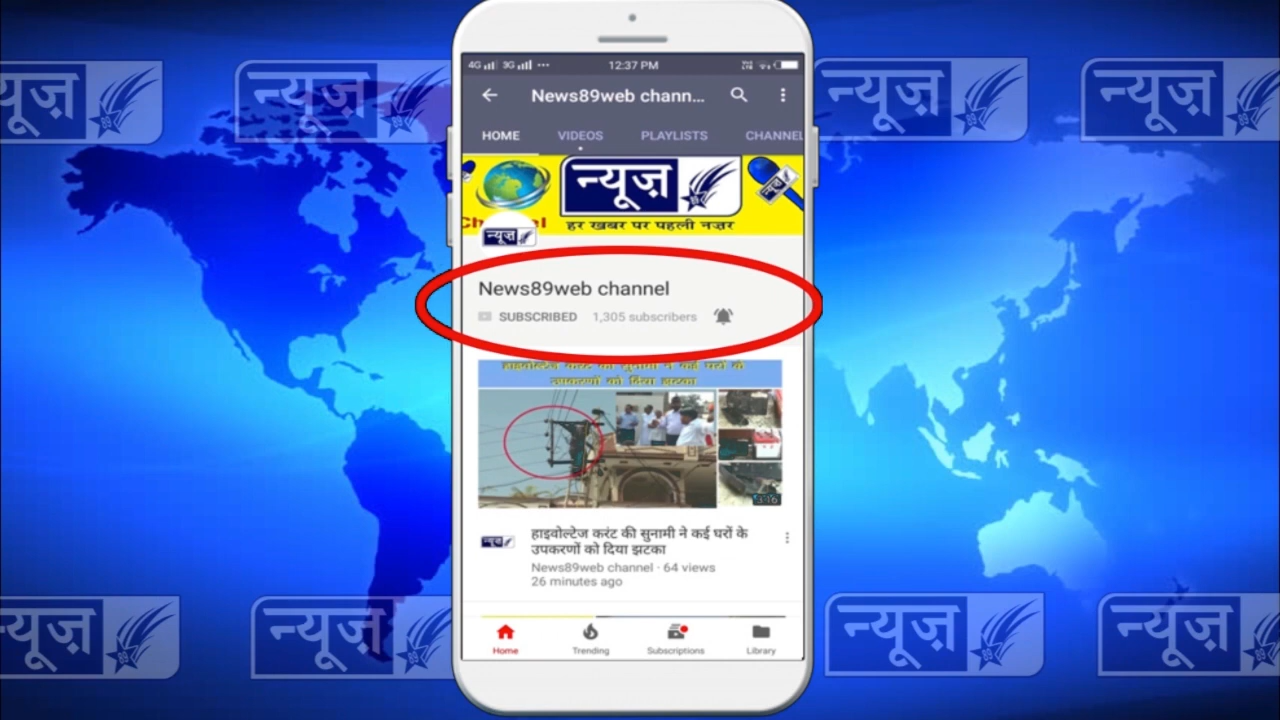 न्यूज़
न्यूज़
न्यूज़
न्यूज़
4G 3G 12:37 PM
News89web chann...
HOME VIDEOS PLAYLISTS CHANNEL
न्यूज़
न्यूज़
हर खबर पर पहली नज़र
न्यूज़
News89web channel
SUBSCRIBED 1,305 subscribers
हाइवोल्टेज करंट की सुनामी ने कई घरों के
उपकरणों को दिया झटका
3:16
न्यूज़
हाइवोल्टेज करंट की सुनामी ने कई घरों के
उपकरणों को दिया झटका
News89web channel · 64 views
26 minutes ago
Home Trending Subscriptions Library
न्यूज़
न्यूज़
न्यूज़
न्यूज़